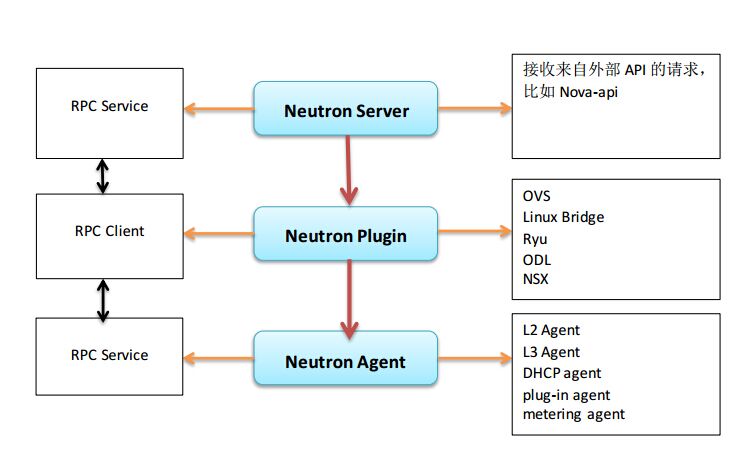 RPC Service
Neutron Server
接收来自外部 API 的请求，
比如 Nova-api
RPC Client
Neutron Plugin
OVS
Linux Bridge
Ryu
ODL
NSX
RPC Service
Neutron Agent
L2 Agent
L3 Agent
DHCP agent
plug-in agent
metering agent